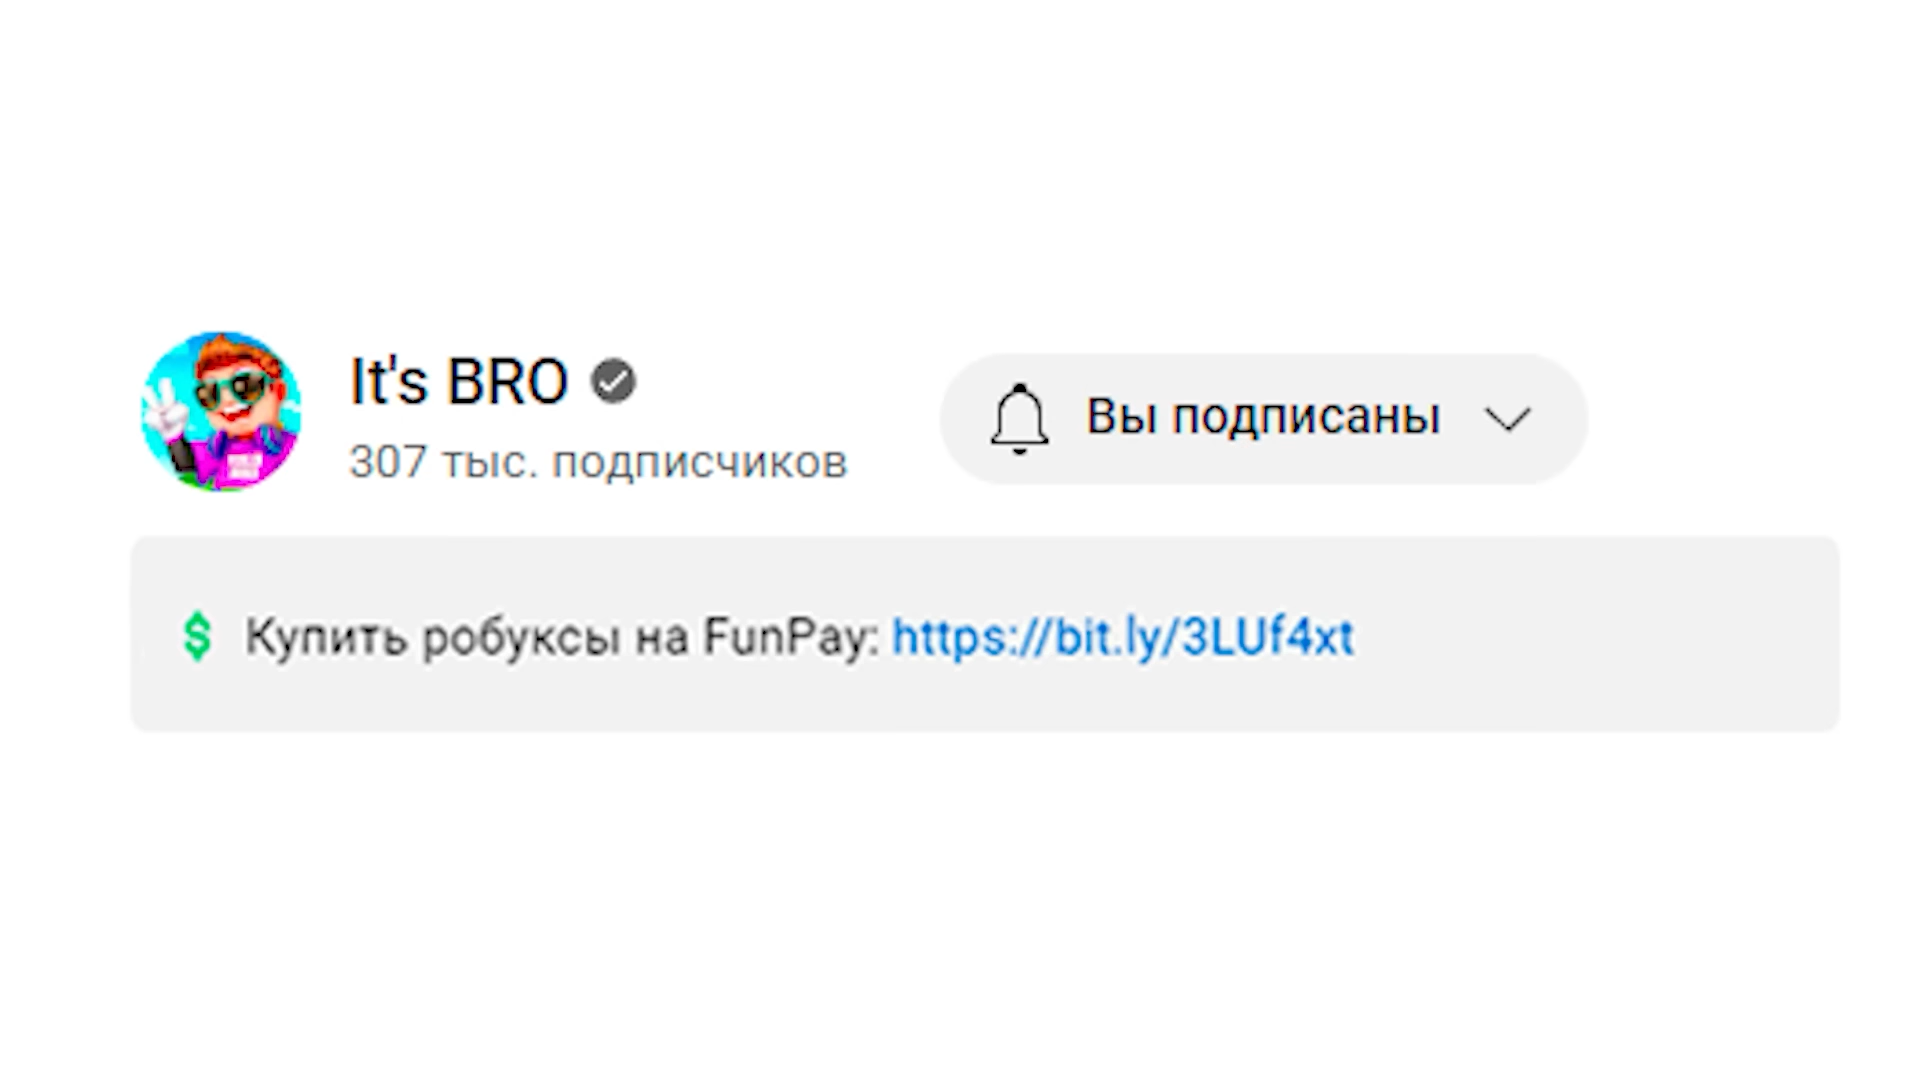 It's BRO
307 тыс. подписчиков
Вы подписаны
Купить робуксы на FunPay: https://bit.ly/3LUf4xt